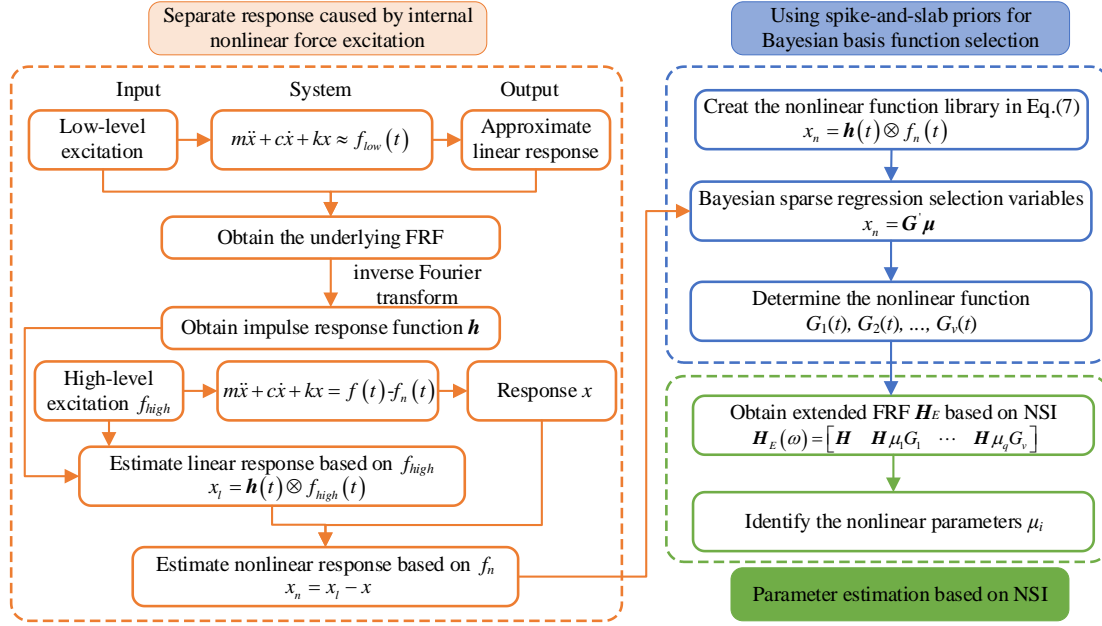 Separate response caused by internal
nonlinear force excitation
Input
System
Output
Low-level
excitation
mẍ + cẋ + kx ≈ f_low(t)
Approximate
linear response
Obtain the underlying FRF
inverse Fourier
transform
Obtain impulse response function h
High-level
excitation f_high
mẍ + cẋ + kx = f(t)-f_n(t)
Response x
Estimate linear response based on f_high
x_l = h(t) ⊗ f_high(t)
Estimate nonlinear response based on f_n
x_n = x_l − x
Using spike-and-slab priors for
Bayesian basis function selection
Creat the nonlinear function library in Eq.(7)
x_n = h(t) ⊗ f_n(t)
Bayesian sparse regression selection variables
x_n = G'μ
Determine the nonlinear function
G_1(t), G_2(t), ..., G_v(t)
Obtain extended FRF H_E based on NSI
H_E(ω) = [H Hμ_1G_1 ⋯ Hμ_qG_v]
Identify the nonlinear parameters μ_i
Parameter estimation based on NSI